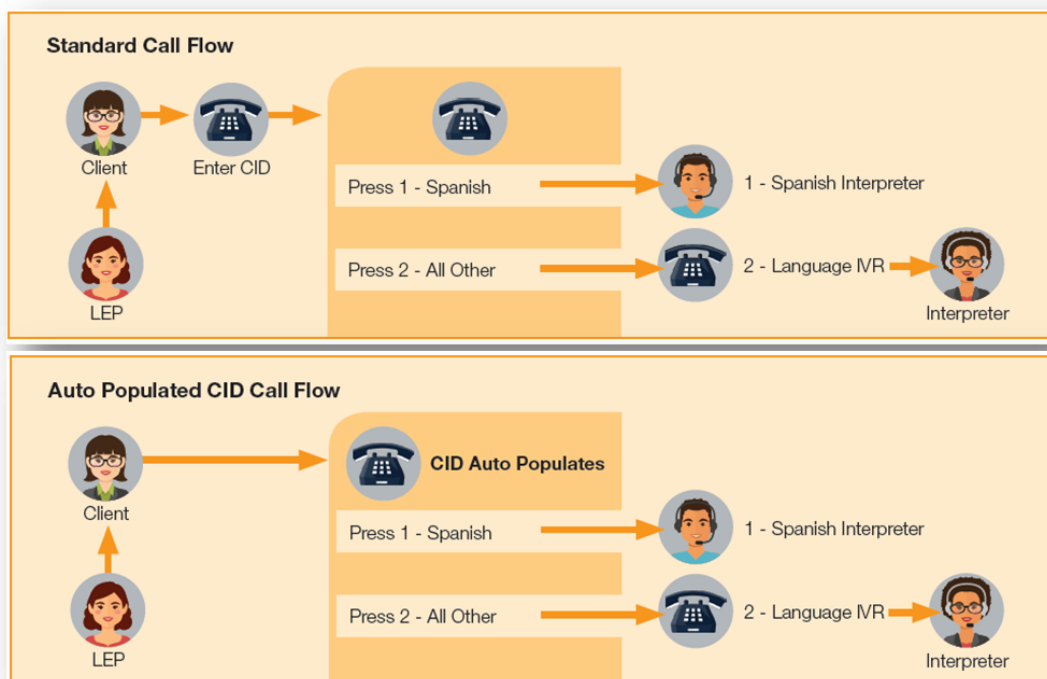 Standard Call Flow
Client
Enter CID
Press 1 - Spanish
1 - Spanish Interpreter
LEP
Press 2 - All Other
2 - Language IVR
Interpreter
Auto Populated CID Call Flow
CID Auto Populates
Client
Press 1 - Spanish
1 - Spanish Interpreter
LEP
Press 2 - All Other
2 - Language IVR
Interpreter